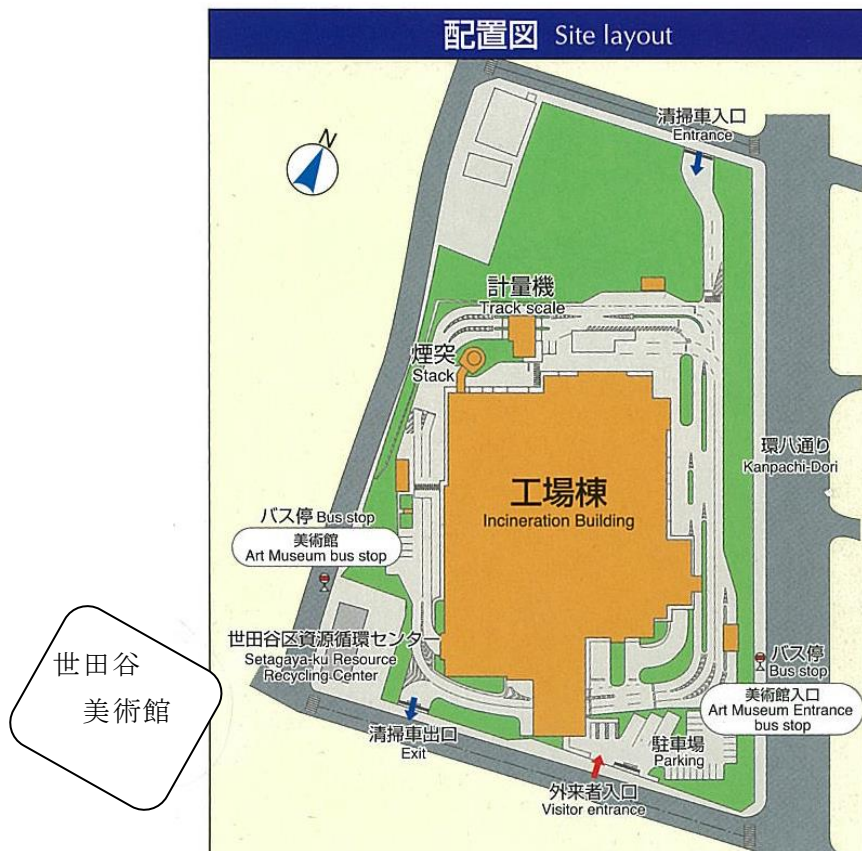 配置図 Site layout
清掃車入口
Entrance
N
計量機
Track scale
煙突
Stack
環八通り
Kanpachi-Dori
工場棟
Incineration Building
バス停 Bus stop
美術館
Art Museum bus stop
世田谷区資源循環センター
Setagaya-ku Resource
Recycling Center
世田谷
美術館
バス停
Bus stop
美術館入口
Art Museum Entrance
bus stop
清掃車出口
Exit
駐車場
Parking
外来者入口
Visitor entrance